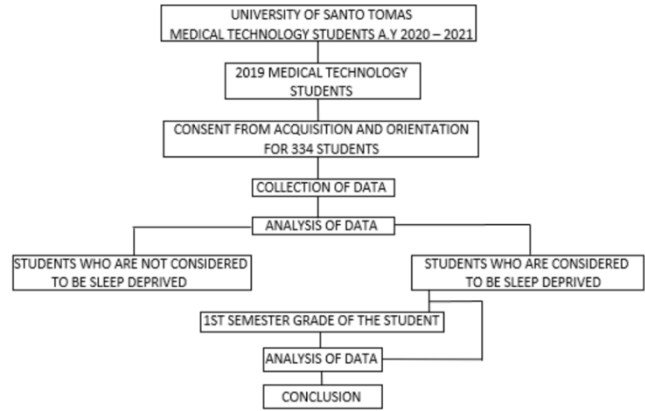 UNIVERSITY OF SANTO TOMAS
MEDICAL TECHNOLOGY STUDENTS A.Y 2020 – 2021
2019 MEDICAL TECHNOLOGY
STUDENTS
CONSENT FROM ACQUISITION AND ORIENTATION
FOR 334 STUDENTS
COLLECTION OF DATA
ANALYSIS OF DATA
STUDENTS WHO ARE NOT CONSIDERED
TO BE SLEEP DEPRIVED
STUDENTS WHO ARE CONSIDERED
TO BE SLEEP DEPRIVED
1ST SEMESTER GRADE OF THE STUDENT
ANALYSIS OF DATA
CONCLUSION